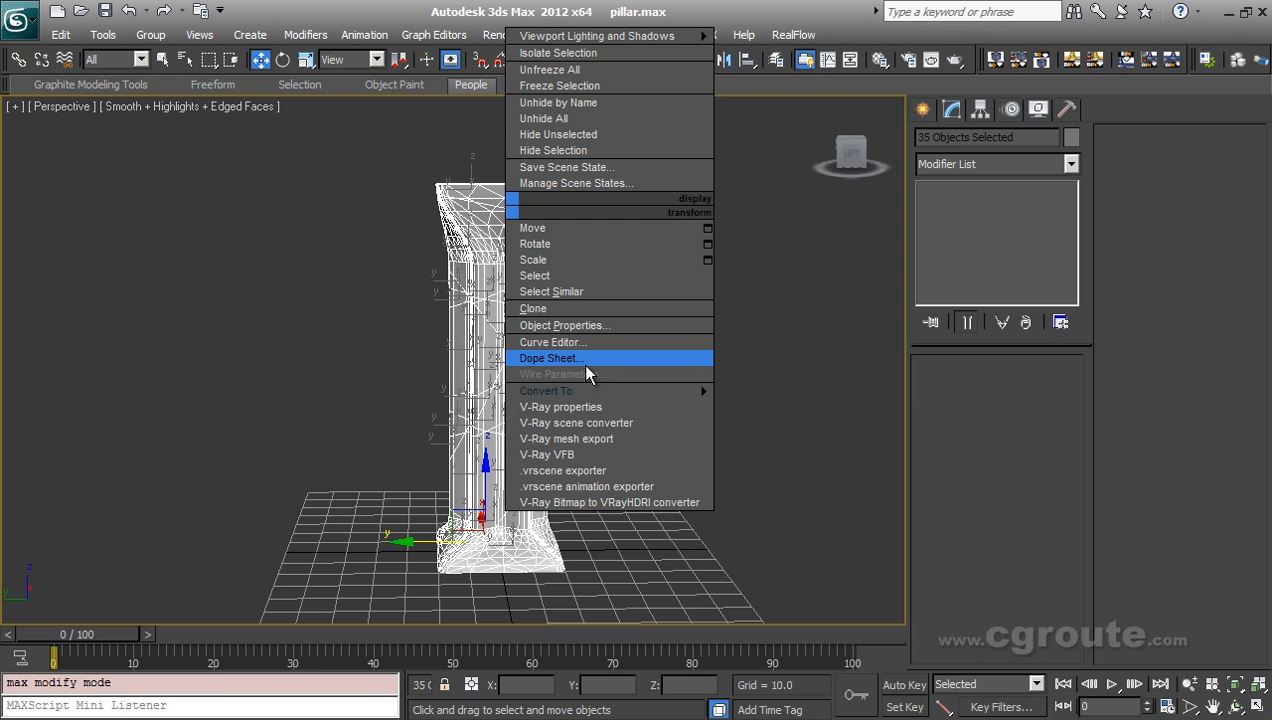 Autodesk 3ds Max 2012 x64 pillar.max
Type a keyword or phrase
Edit Tools Group Views Create Modifiers Animation Graph Editors Help RealFlow
All View
Graphite Modeling Tools Freeform Selection Object Paint People
[ + ] [ Perspective ] [ Smooth + Highlights + Edged Faces ]
Viewport Lighting and Shadows
Isolate Selection
Unfreeze All
Freeze Selection
Unhide by Name
Unhide All
Hide Unselected
Hide Selection
Save Scene State...
Manage Scene States...
display
transform
Move
Rotate
Scale
Select
Select Similar
Clone
Object Properties...
Curve Editor...
Dope Sheet...
Convert To:
V-Ray properties
V-Ray scene converter
V-Ray mesh export
V-Ray VFB
.vrscene exporter
.vrscene animation exporter
V-Ray Bitmap to VRayHDRI converter
LEFT
35 Objects Selected
Modifier List
www.cgroute.com
0 / 100
0 10 20 30 40 50 60 70 80 90 100
max modify mode
MAXScript Mini Listener
X: Y: Z: Grid = 10.0
Click and drag to select and move objects
Add Time Tag
Auto Key Selected
Set Key Key Filters...
0